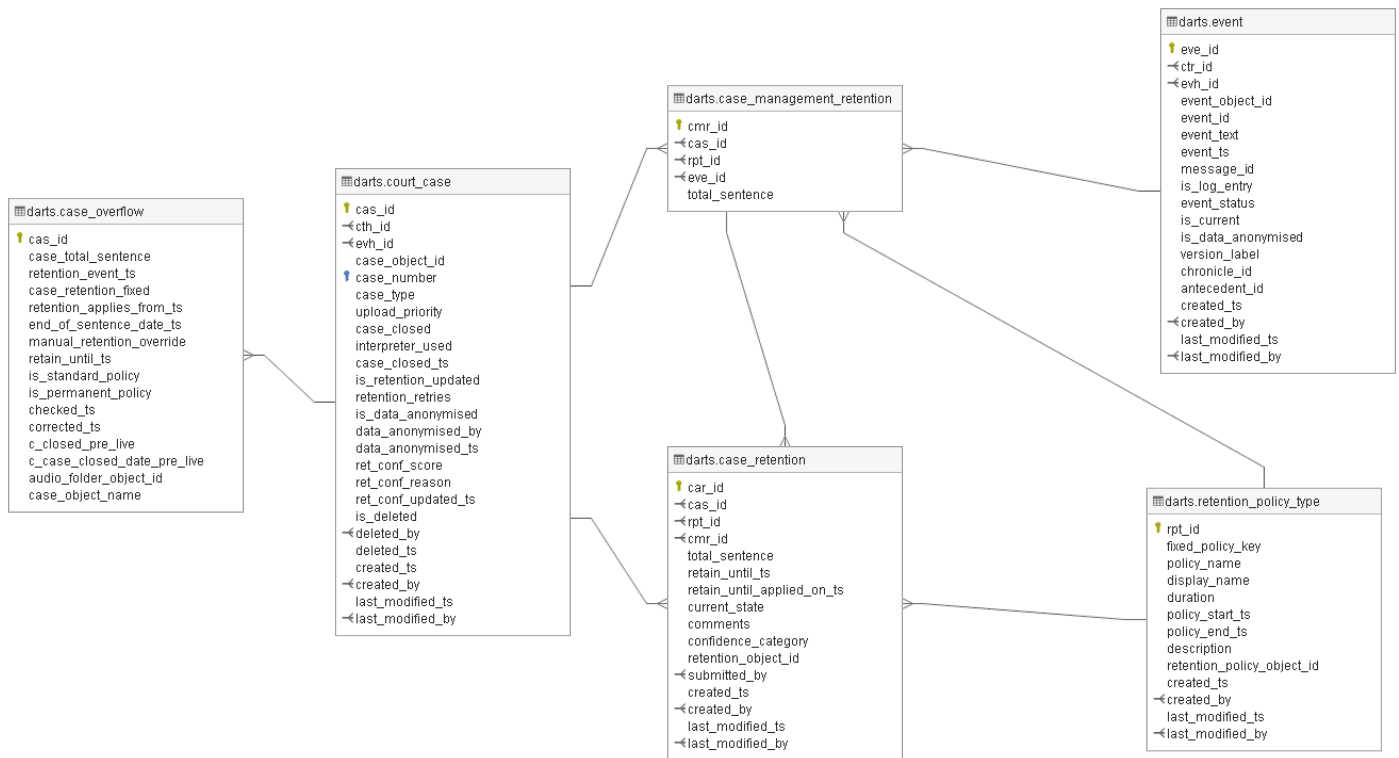 darts.case_overflow
cas_id
case_total_sentence
retention_event_ts
case_retention_fixed
retention_applies_from_ts
end_of_sentence_date_ts
manual_retention_override
retain_until_ts
is_standard_policy
is_permanent_policy
checked_ts
corrected_ts
c_closed_pre_live
c_case_closed_date_pre_live
audio_folder_object_id
case_object_name
darts.court_case
cas_id
cth_id
evh_id
case_object_id
case_number
case_type
upload_priority
case_closed
interpreter_used
case_closed_ts
is_retention_updated
retention_retries
is_data_anonymised
data_anonymised_by
data_anonymised_ts
ret_conf_score
ret_conf_reason
ret_conf_updated_ts
is_deleted
deleted_by
deleted_ts
created_ts
created_by
last_modified_ts
last_modified_by
darts.case_management_retention
cmr_id
cas_id
rpt_id
eve_id
total_sentence
darts.case_retention
car_id
cas_id
rpt_id
cmr_id
total_sentence
retain_until_ts
retain_until_applied_on_ts
current_state
comments
confidence_category
retention_object_id
submitted_by
created_ts
created_by
last_modified_ts
last_modified_by
darts.event
eve_id
ctr_id
evh_id
event_object_id
event_id
event_text
event_ts
message_id
is_log_entry
event_status
is_current
is_data_anonymised
version_label
chronicle_id
antecedent_id
created_ts
created_by
last_modified_ts
last_modified_by
darts.retention_policy_type
rpt_id
fixed_policy_key
policy_name
display_name
duration
policy_start_ts
policy_end_ts
description
retention_policy_object_id
created_ts
created_by
last_modified_ts
last_modified_by